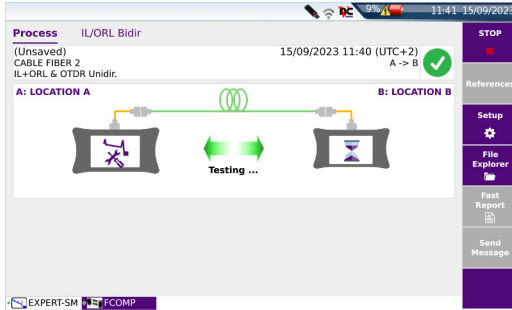 DC 9% 11:41 15/09/2023
Process IL/ORL Bidir
STOP
(Unsaved) 15/09/2023 11:40 (UTC+2)
CABLE FIBER 2 A -> B
IL+ORL & OTDR Unidir.
References
A: LOCATION A B: LOCATION B
Setup
File
Explorer
Testing ...
Fast
Report
Send
Message
EXPERT-SM FCOMP